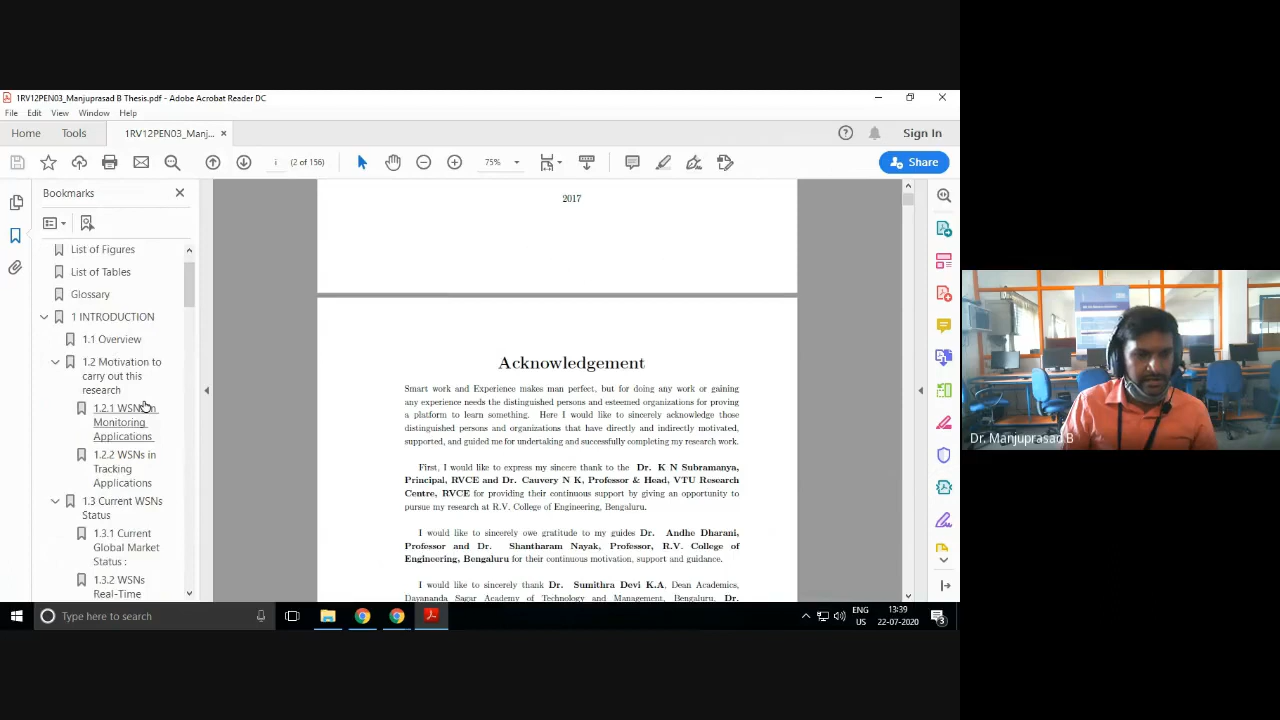 1RV12PEN03_Manjuprasad B Thesis.pdf - Adobe Acrobat Reader DC
File Edit View Window Help
Home Tools 1RV12PEN03_Manj... × Sign In
i (2 of 156) 75% Share
Bookmarks
List of Figures
List of Tables
Glossary
1 INTRODUCTION
1.1 Overview
1.2 Motivation to
carry out this
research
1.2.1 WSNs in
Monitoring
Applications
1.2.2 WSNs in
Tracking
Applications
1.3 Current WSNs
Status
1.3.1 Current
Global Market
Status :
1.3.2 WSNs
Real-Time
2017
Acknowledgement
Smart work and Experience makes man perfect, but for doing any work or gaining
any experience needs the distinguished persons and esteemed organizations for proving
a platform to learn something. Here I would like to sincerely acknowledge those
distinguished persons and organizations that have directly and indirectly motivated,
supported, and guided me for undertaking and successfully completing my research work.
First, I would like to express my sincere thank to the Dr. K N Subramanya,
Principal, RVCE and Dr. Cauvery N K, Professor & Head, VTU Research
Centre, RVCE for providing their continuous support by giving an opportunity to
pursue my research at R.V. College of Engineering, Bengaluru.
I would like to sincerely owe gratitude to my guides Dr. Andhe Dharani,
Professor and Dr. Shantharam Nayak, Professor, R.V. College of
Engineering, Bengaluru for their continuous motivation, support and guidance.
I would like to sincerely thank Dr. Sumithra Devi K.A, Dean Academics,
Dayananda Sagar Academy of Technology and Management, Bengaluru, Dr.
Dr. Manjuprasad B
Type here to search
ENG
US
13:39
22-07-2020
3